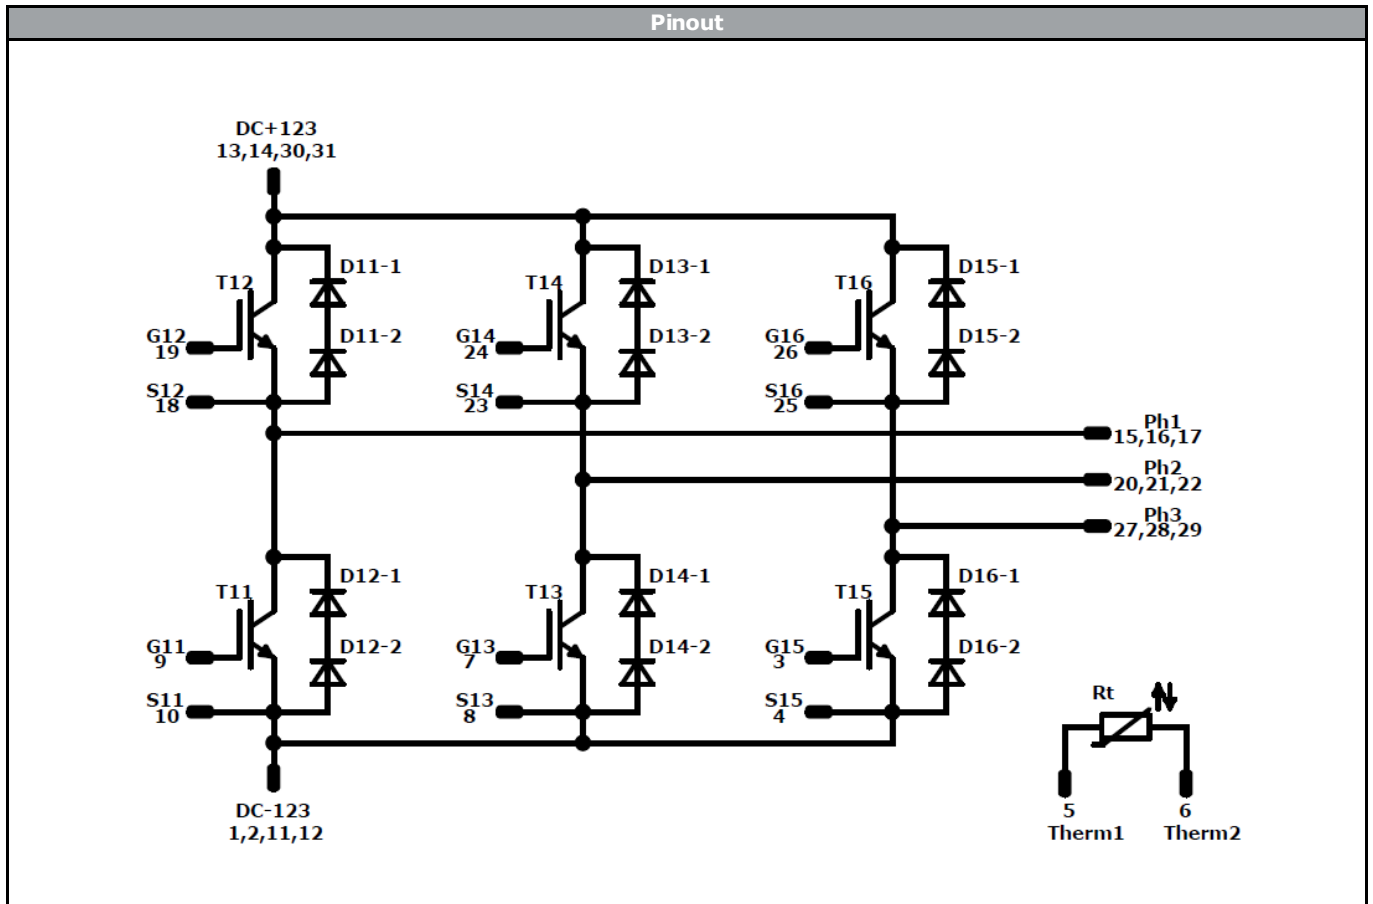 Pinout
DC+123
13,14,30,31
D11-1
D13-1
D15-1
T12
T14
T16
G12
19
D11-2
G14
24
D13-2
G16
26
D15-2
S12
18
S14
23
S16
25
Ph1
15,16,17
Ph2
20,21,22
Ph3
27,28,29
D12-1
D14-1
D16-1
T11
T13
T15
G11
9
D12-2
G13
7
D14-2
G15
3
D16-2
S11
10
S13
8
S15
4
Rt
DC-123
1,2,11,12
5
Therm1
6
Therm2